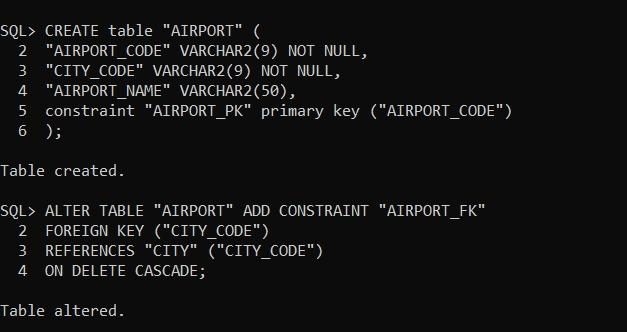 SQL> CREATE table "AIRPORT" (
2 "AIRPORT_CODE" VARCHAR2(9) NOT NULL,
3 "CITY_CODE" VARCHAR2(9) NOT NULL,
4 "AIRPORT_NAME" VARCHAR2(50),
5 constraint "AIRPORT_PK" primary key ("AIRPORT_CODE")
6 );
Table created.
SQL> ALTER TABLE "AIRPORT" ADD CONSTRAINT "AIRPORT_FK"
2 FOREIGN KEY ("CITY_CODE")
3 REFERENCES "CITY" ("CITY_CODE")
4 ON DELETE CASCADE;
Table altered.